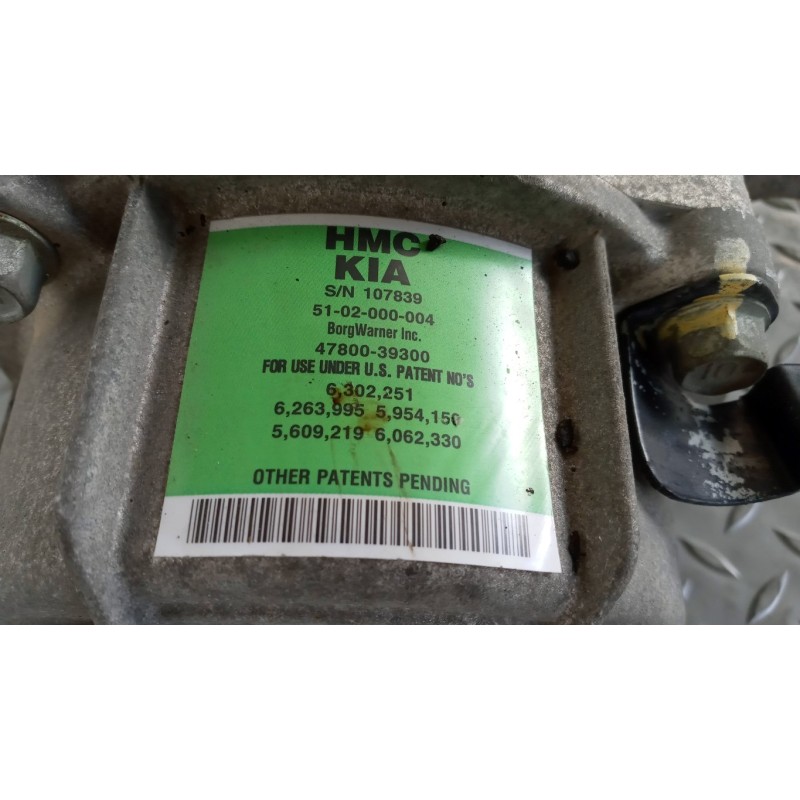 HMC
KIA
S/N 107839
51-02-000-004
BorgWarner Inc.
47800-39300
FOR USE UNDER U.S. PATENT NO'S
6,302,251
6,263,995 5,954,150
5,609,219 6,062,330
OTHER PATENTS PENDING